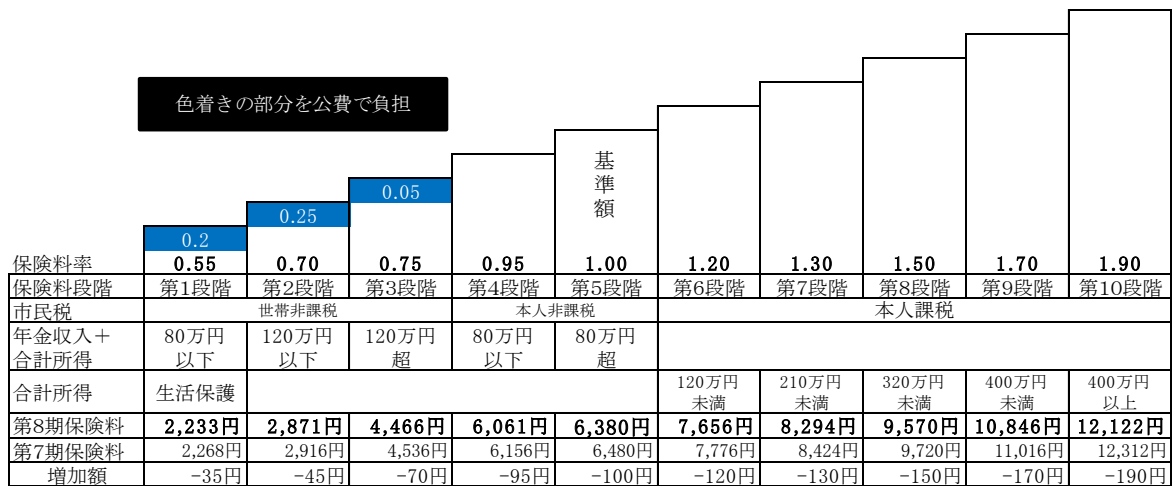 色着きの部分を公費で負担
基準額
0.05
0.25
0.2
保険料率 0.55 0.70 0.75 0.95 1.00 1.20 1.30 1.50 1.70 1.90
保険料段階 第1段階 第2段階 第3段階 第4段階 第5段階 第6段階 第7段階 第8段階 第9段階 第10段階
市民税 世帯非課税 本人非課税 本人課税
年金収入＋ 80万円 120万円 120万円 80万円 80万円
合計所得 以下 以下 超 以下 超
合計所得 生活保護 120万円未満 210万円未満 320万円未満 400万円未満 400万円以上
第8期保険料 2,233円 2,871円 4,466円 6,061円 6,380円 7,656円 8,294円 9,570円 10,846円 12,122円
第7期保険料 2,268円 2,916円 4,536円 6,156円 6,480円 7,776円 8,424円 9,720円 11,016円 12,312円
増加額 −35円 −45円 −70円 −95円 −100円 −120円 −130円 −150円 −170円 −190円